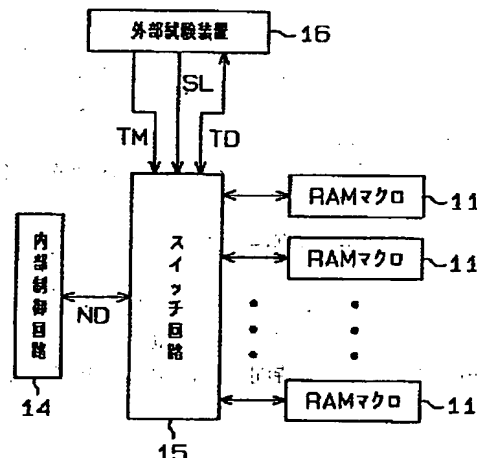 外部試験装置
16
SL
TM
TD
RAMマクロ
11
内部制御回路
スイッチ回路
RAMマクロ
11
ND
RAMマクロ
11
14
15